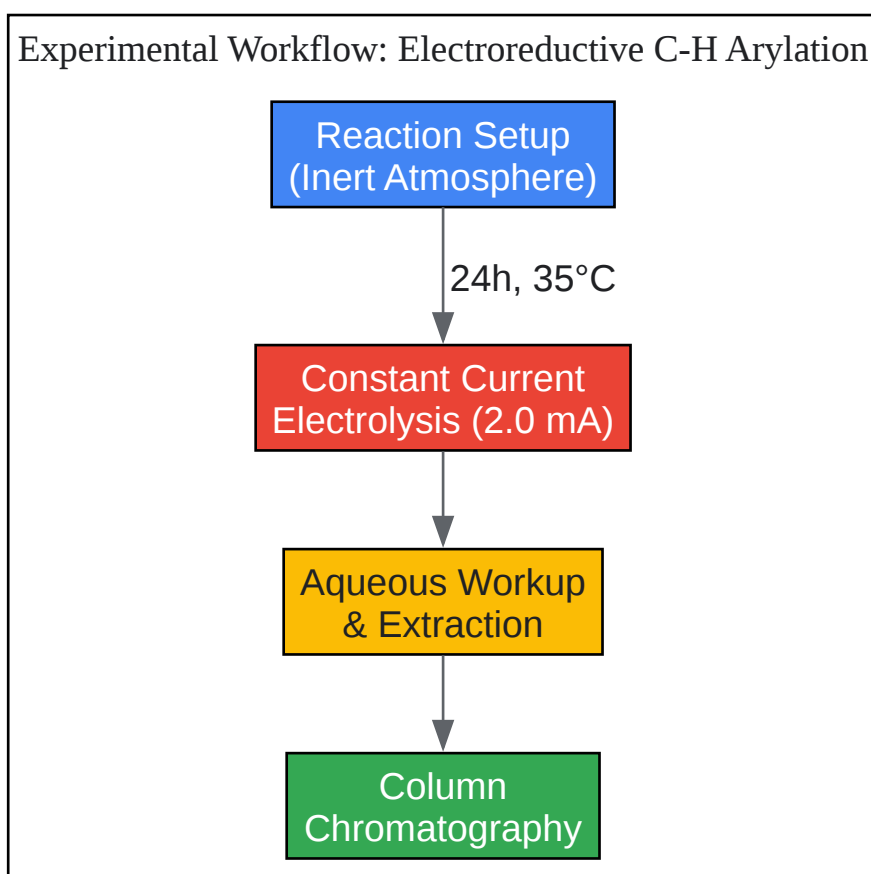 Experimental Workflow: Electroreductive C-H Arylation
Reaction Setup
(Inert Atmosphere)
24h, 35°C
Constant Current
Electrolysis (2.0 mA)
Aqueous Workup
& Extraction
Column
Chromatography